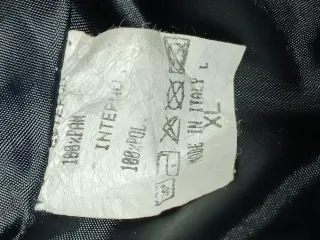 100%PAN
INTERNO
100%POL.
MADE IN ITALY
XL